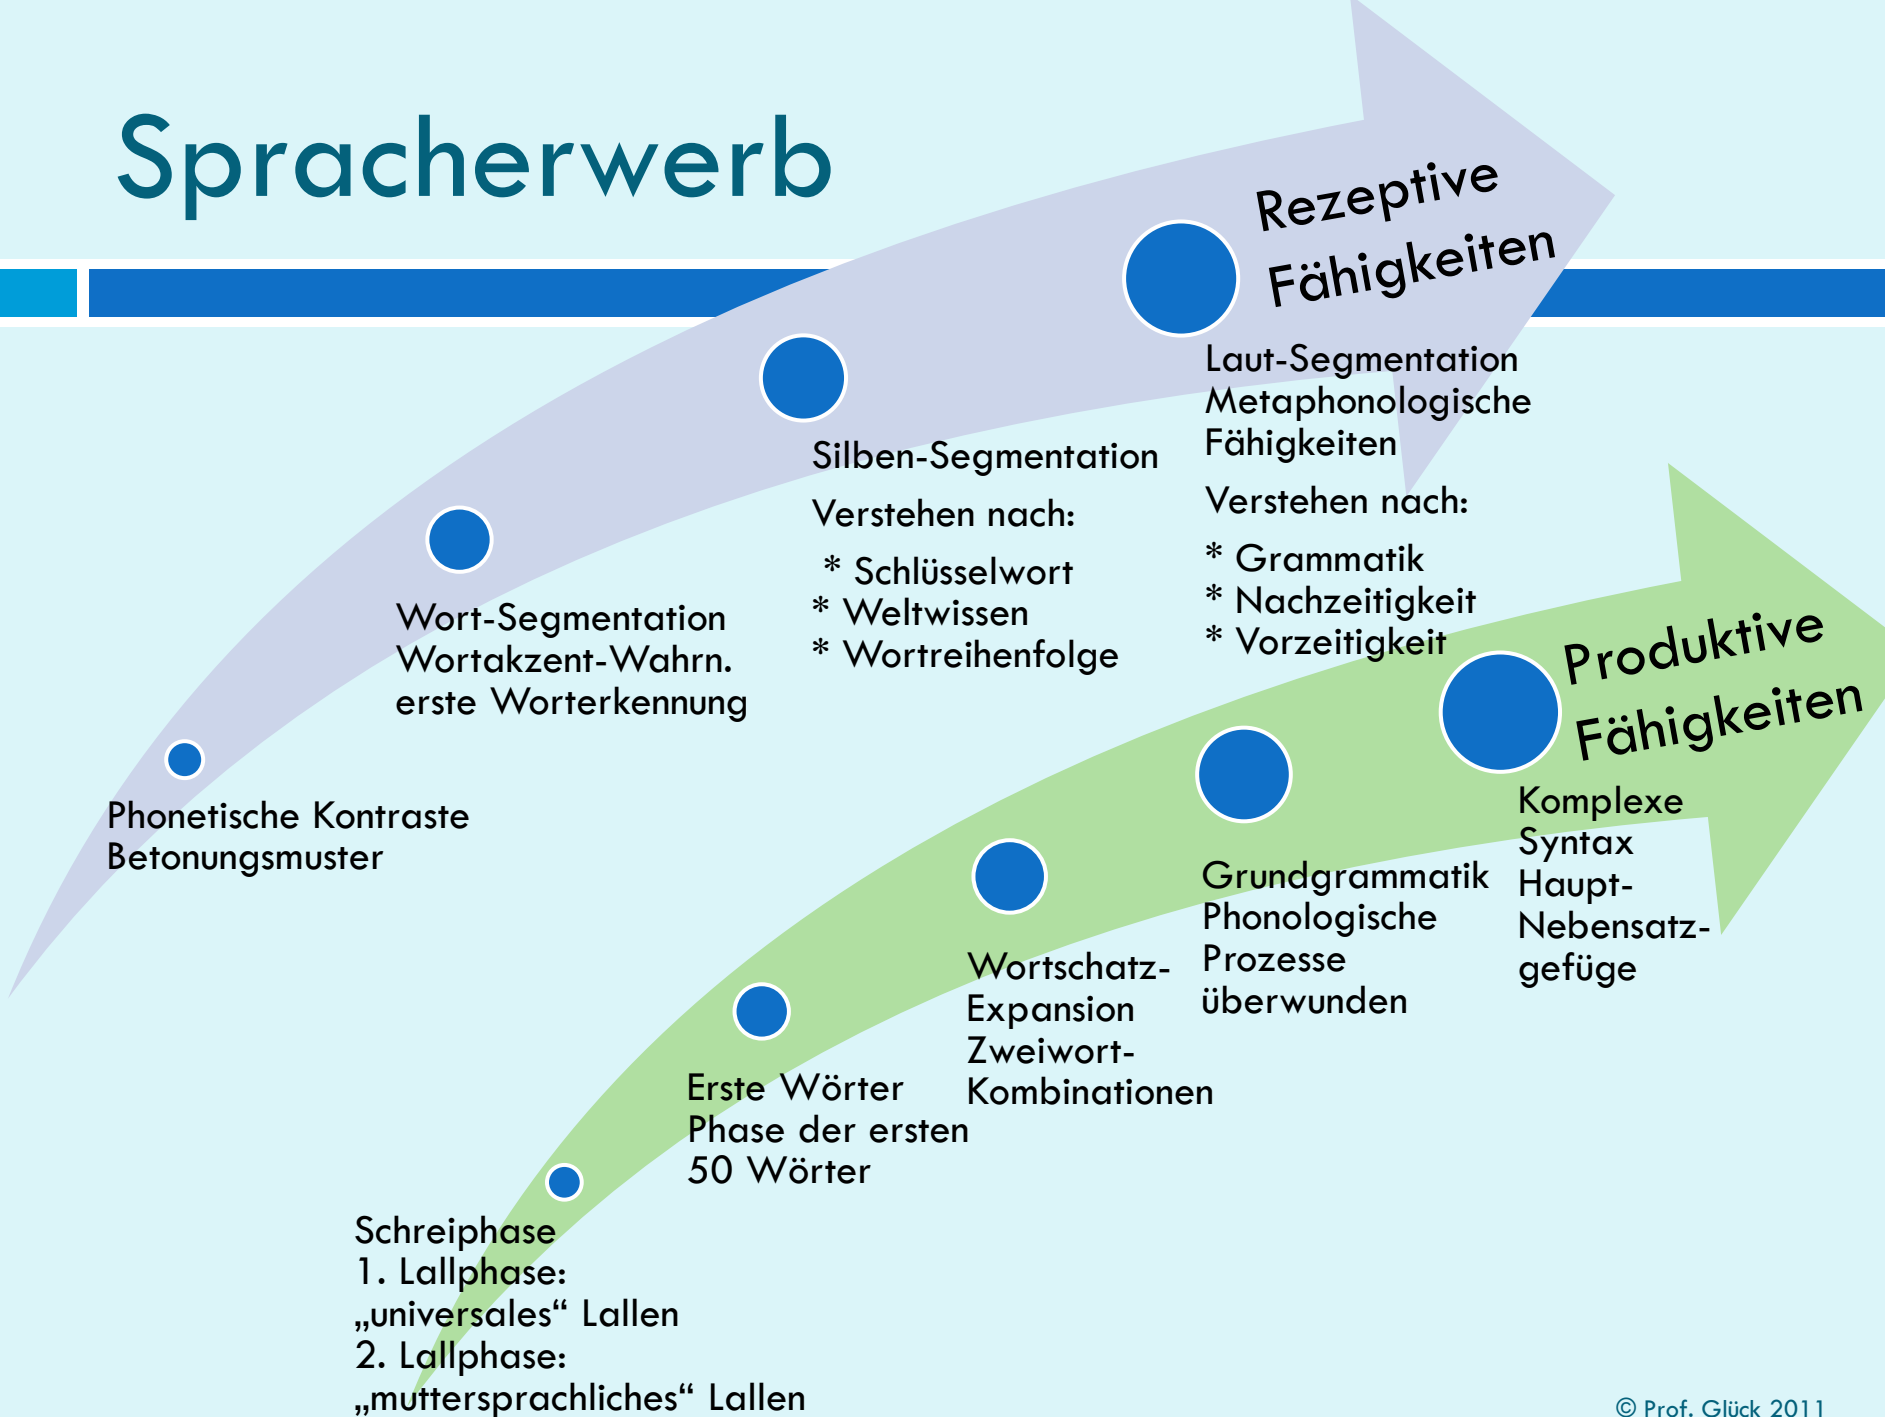 Spracherwerb
Rezeptive
Fähigkeiten
Phonetische Kontraste
Betonungsmuster
Wort-Segmentation
Wortakzent-Wahrn.
erste Worterkennung
Silben-Segmentation
Verstehen nach:
* Schlüsselwort
* Weltwissen
* Wortreihenfolge
Laut-Segmentation
Metaphonologische
Fähigkeiten
Verstehen nach:
* Grammatik
* Nachzeitigkeit
* Vorzeitigkeit
Produktive
Fähigkeiten
Schreiphase
1. Lallphase:
„universales“ Lallen
2. Lallphase:
„muttersprachliches“ Lallen
Erste Wörter
Phase der ersten
50 Wörter
Wortschatz-
Expansion
Zweiwort-
Kombinationen
Grundgrammatik
Phonologische
Prozesse
überwunden
Komplexe
Syntax
Haupt-
Nebensatz-
gefüge
© Prof. Glück 2011